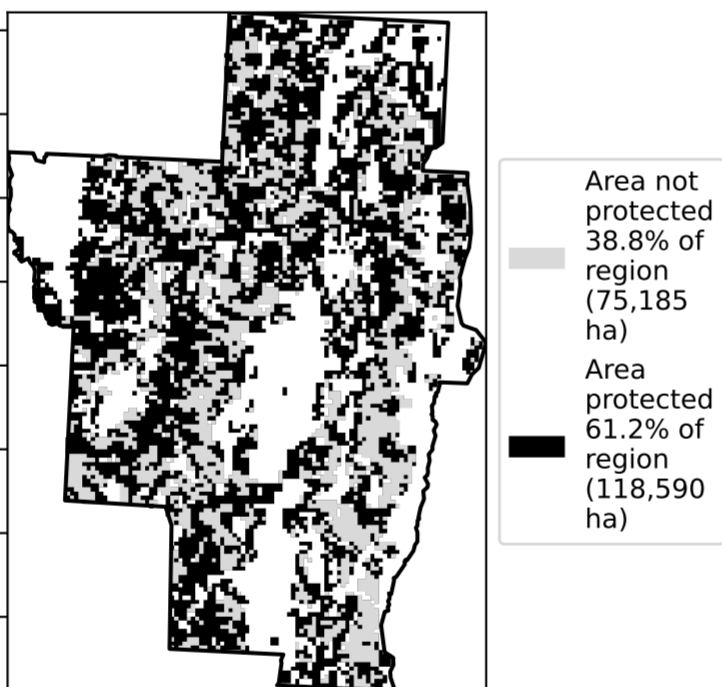 Area not
protected
38.8% of
region
(75,185
ha)
Area
protected
61.2% of
region
(118,590
ha)